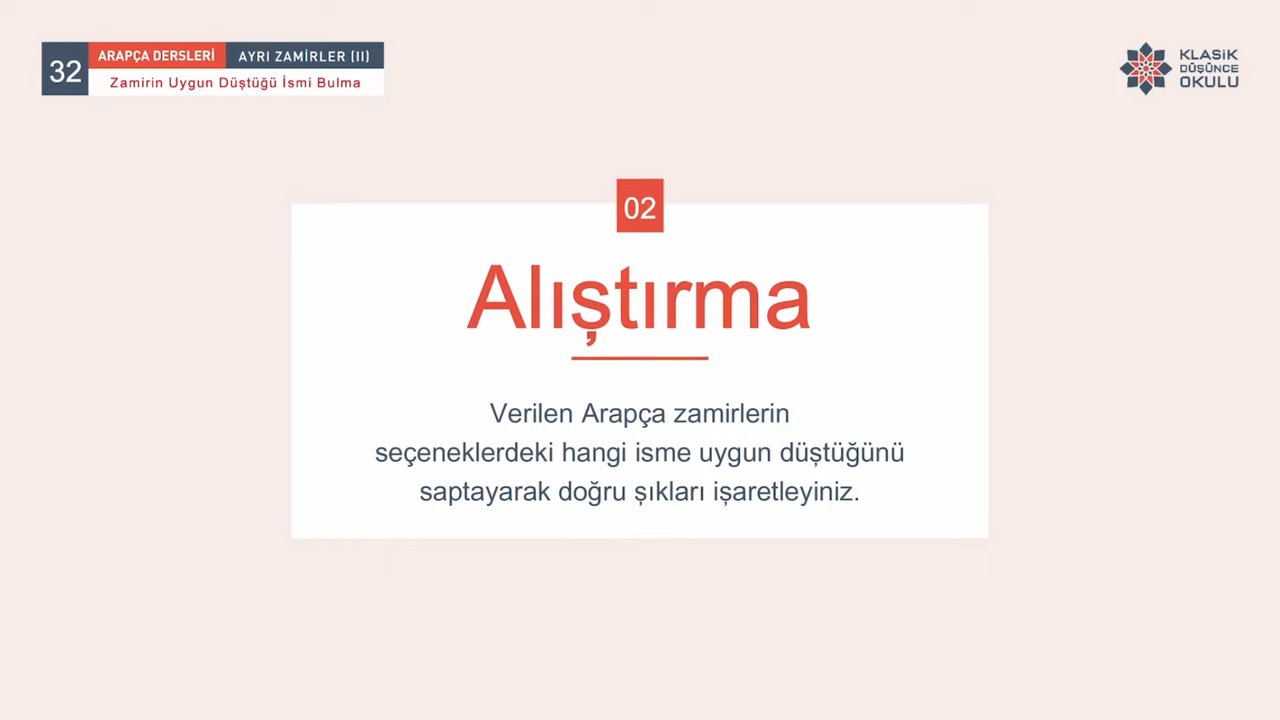 32
ARAPÇA DERSLERİ
AYRI ZAMİRLER (II)
Zamirin Uygun Düştüğü İsmi Bulma
KLASiK
DÜŞÜNCE
OKULU
02
Alıştırma
Verilen Arapça zamirlerin
seçeneklerdeki hangi isme uygun düştüğünü
saptayarak doğru şıkları işaretleyiniz.